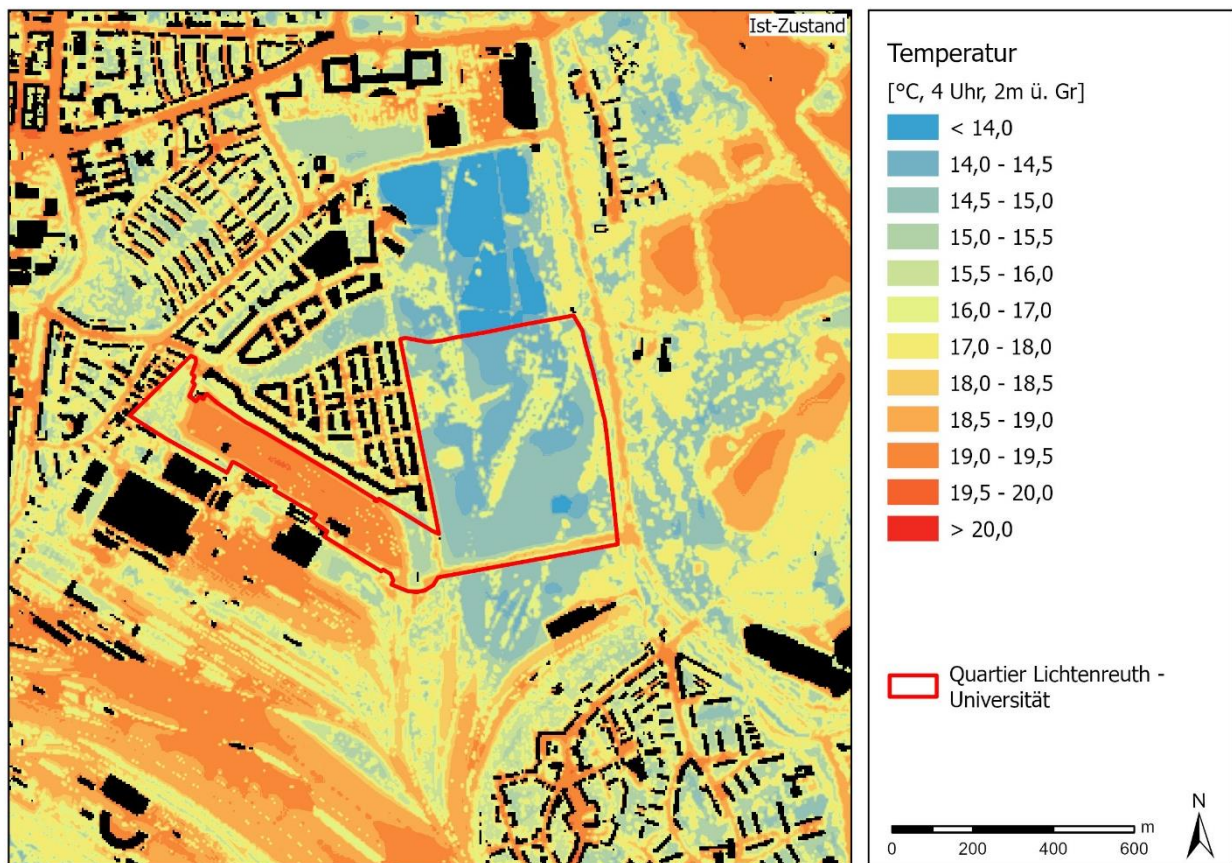 Ist-Zustand
Temperatur
[°C, 4 Uhr, 2m ü. Gr]
< 14,0
14,0 - 14,5
14,5 - 15,0
15,0 - 15,5
15,5 - 16,0
16,0 - 17,0
17,0 - 18,0
18,0 - 18,5
18,5 - 19,0
19,0 - 19,5
19,5 - 20,0
> 20,0
Quartier Lichtenreuth -
Universität
N
m
0 200 400 600